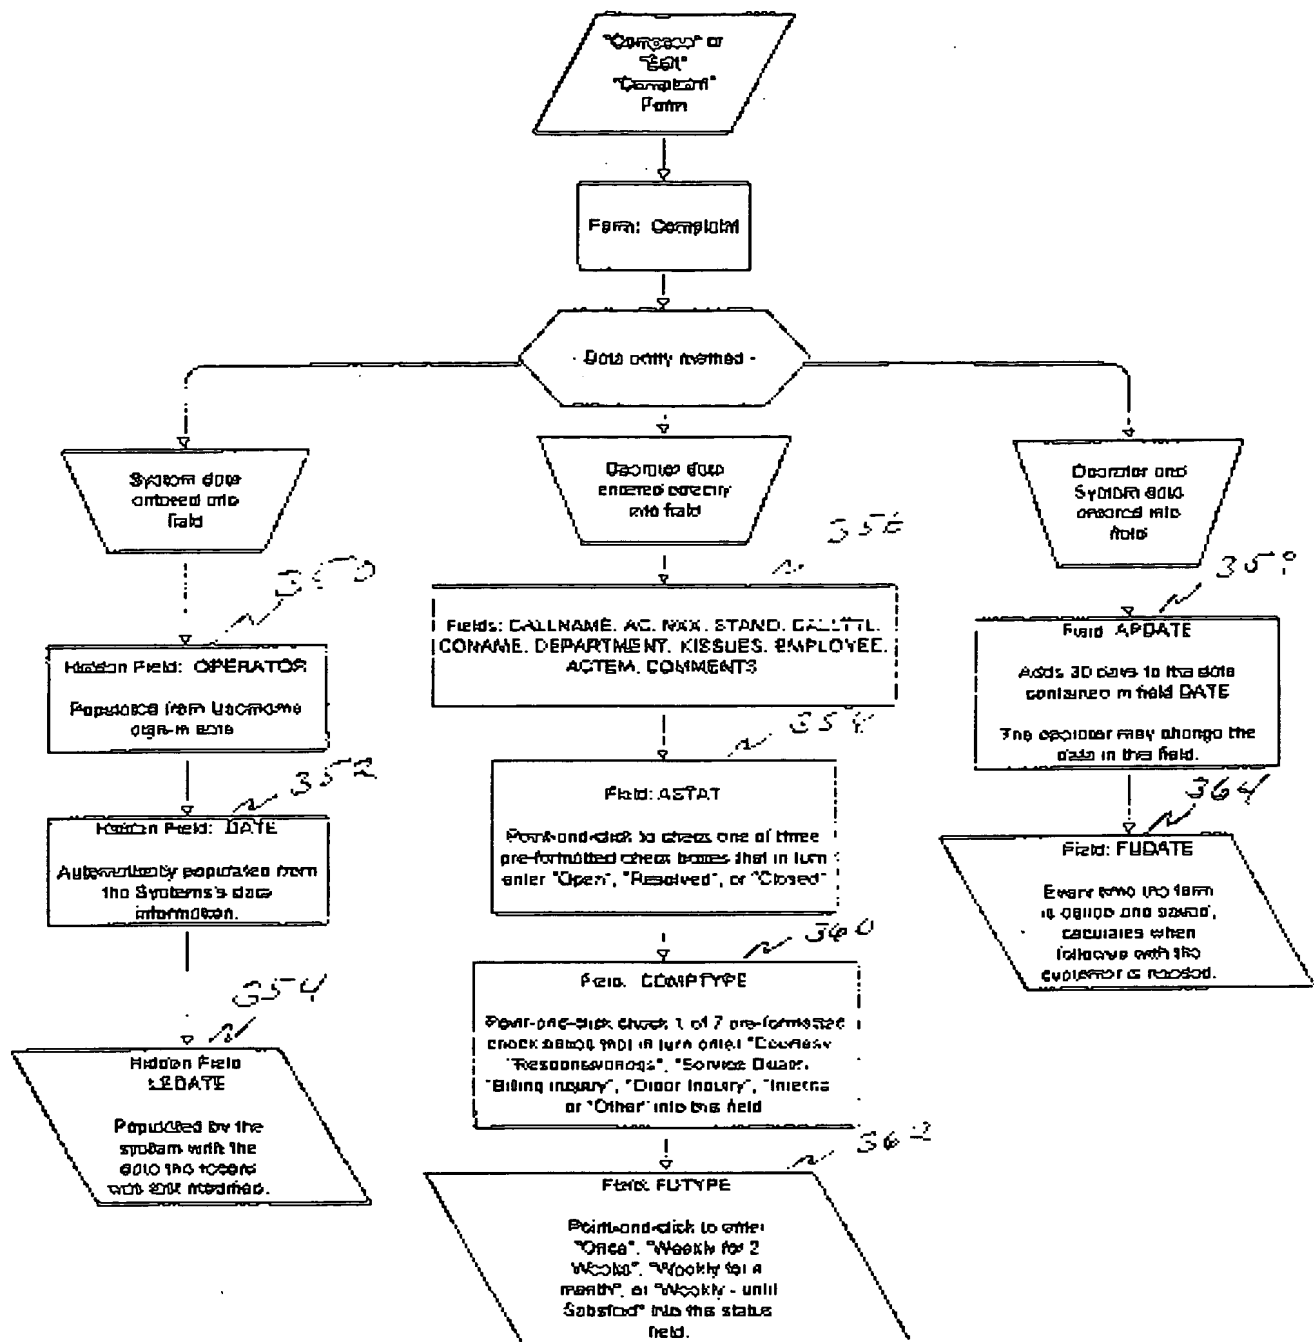 "Compose" or
"Edit"
"Complaint"
Form
Form: Complaint
- Data entry method -
System data
entered into
field
Operator data
entered directly
into field
Operator and
System data
entered into
field
350
356
358
Hidden Field: OPERATOR
Populated from Username
sign-in
Fields: CALLNAME, AC, NXX, STAND, CALLTTL,
CONAME, DEPARTMENT, KISSUES, EMPLOYEE,
ACTEM, COMMENTS
Field: APDATE
Adds 30 days to the date
contained in field DATE
The operator may change the
data in this field.
352
Hidden Field: DATE
Automatically populated from
the Systems's date
information.
354
Field: ASTAT
Point-and-click to check one of three
pre-formatted check boxes that in turn
enter "Open", "Resolved", or "Closed"
364
Field: FUDATE
Every time the form
is opened and saved,
calculates when
followup with the
customer is needed.
354
Hidden Field
Populated by the
system with the
date the record
was last modified.
360
Field: COMPTYPE
Point-and-click check 1 of 7 pre-formatted
check boxes that in turn enter "Courtesy
"Responsiveness", "Service
"Billing Inquiry", "Inquiry",
or "Other" into this field
362
Field: FUTYPE
Point-and-click to enter
"Once", "Weekly for 2
Weeks", "Weekly for a
month", or "Weekly - until
Satisfied" into this status
field.